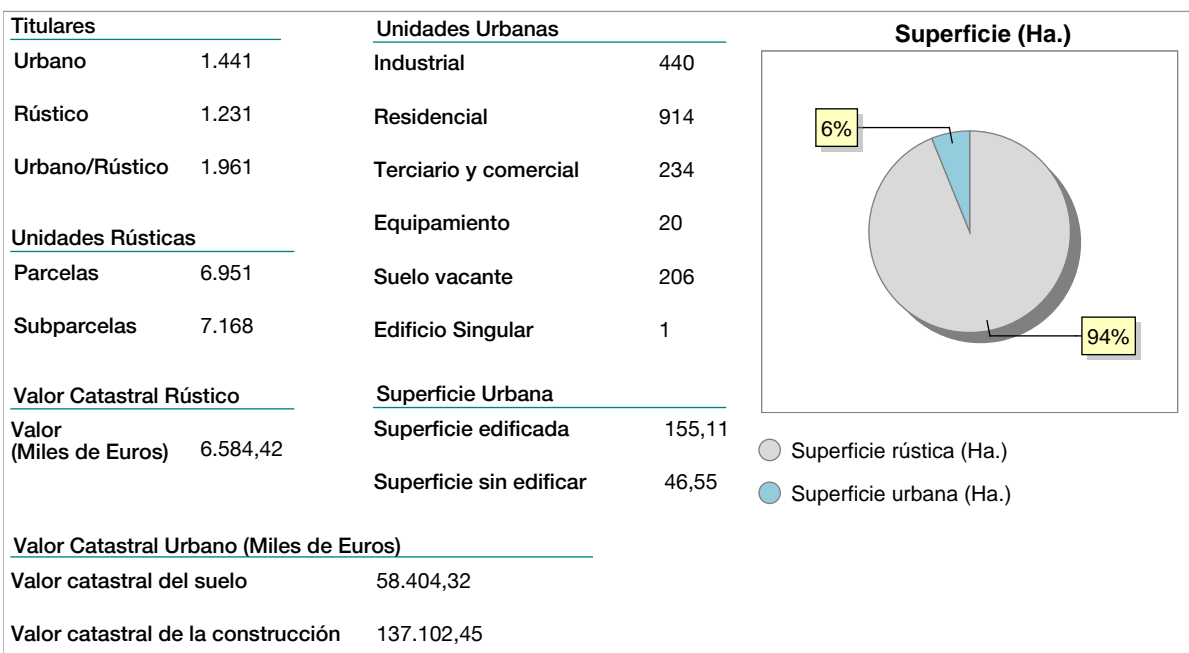 Titulares
Urbano 1.441
Rústico 1.231
Urbano/Rústico 1.961
Unidades Rústicas
Parcelas 6.951
Subparcelas 7.168
Valor Catastral Rústico
Valor
(Miles de Euros) 6.584,42
Unidades Urbanas
Industrial 440
Residencial 914
Terciario y comercial 234
Equipamiento 20
Suelo vacante 206
Edificio Singular 1
Superficie Urbana
Superficie edificada 155,11
Superficie sin edificar 46,55
Valor Catastral Urbano (Miles de Euros)
Valor catastral del suelo 58.404,32
Valor catastral de la construcción 137.102,45
Superficie (Ha.)
6%
94%
Superficie rústica (Ha.)
Superficie urbana (Ha.)